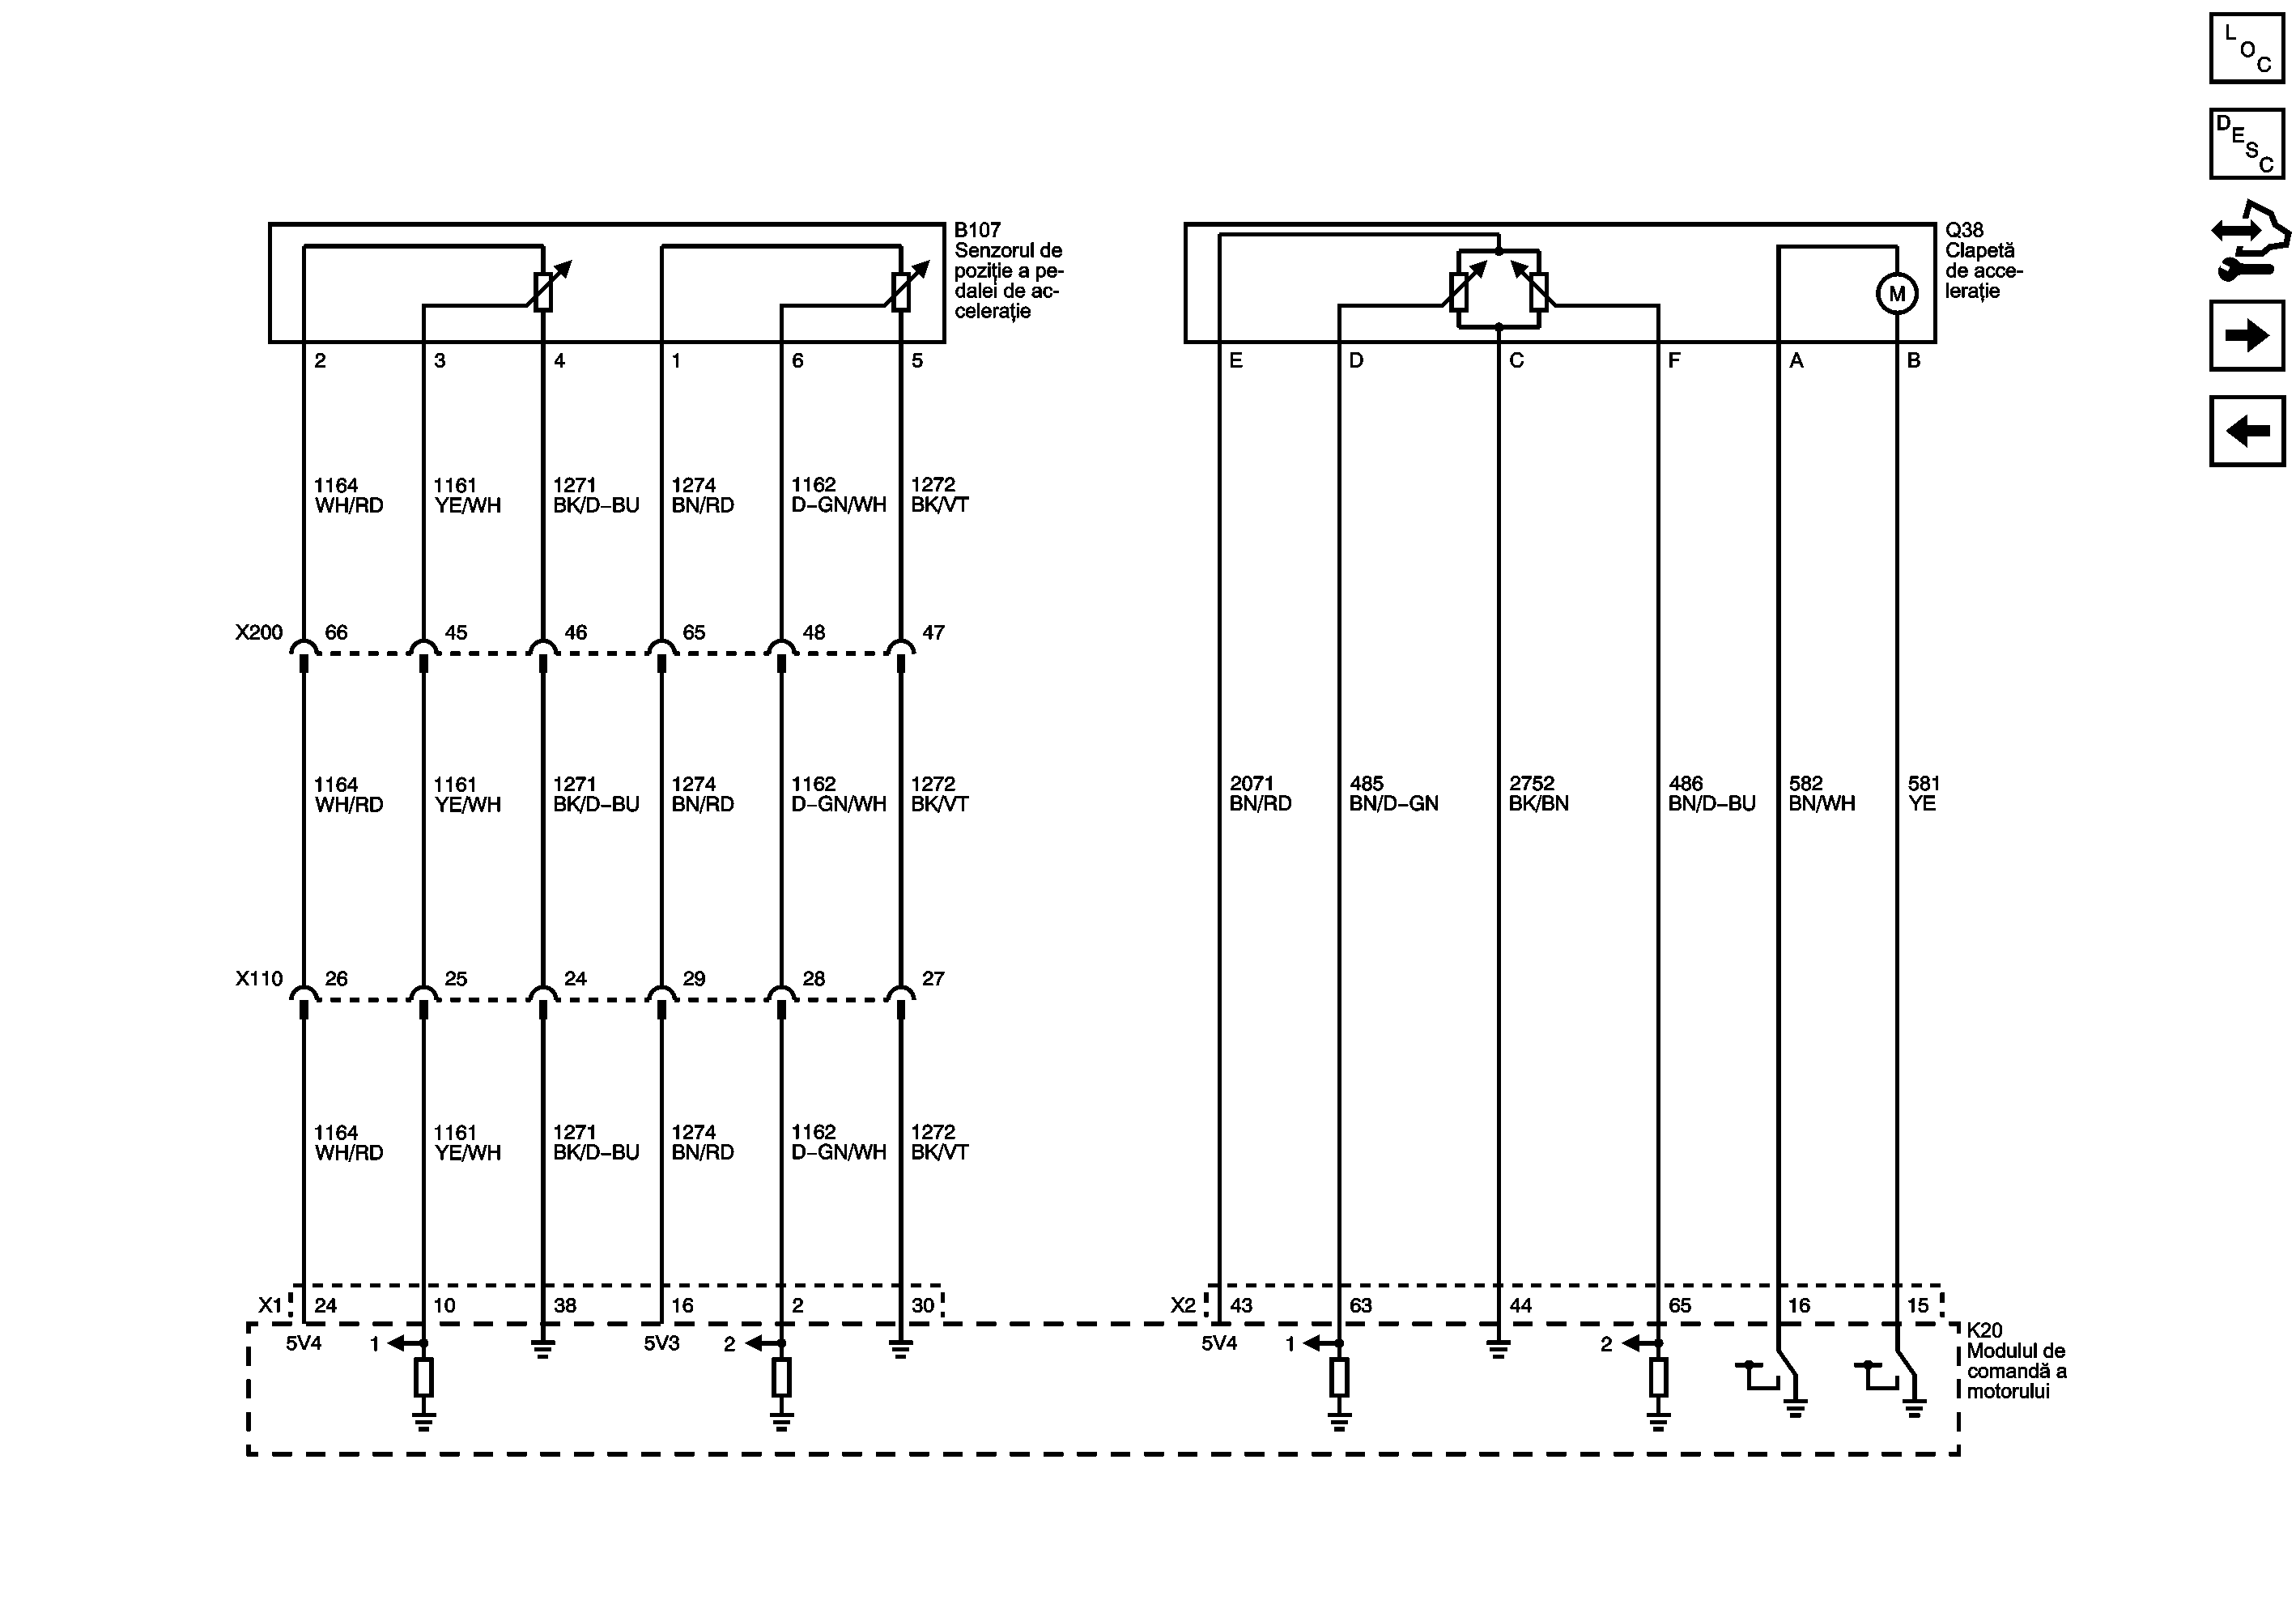 L
O
C
D
E
S
C
B107
Senzorul de
poziție a pe-
dalei de ac-
celerație
Q38
Clapetă
de acce-
lerație
M
2 3 4 1 6 5
E D C F A B
1164 1161 1271 1274 1162 1272
WH/RD YE/WH BK/D-BU BN/RD D-GN/WH BK/VT
X200 66 45 46 65 48 47
1164 1161 1271 1274 1162 1272
WH/RD YE/WH BK/D-BU BN/RD D-GN/WH BK/VT
2071 485 2752 486 582 581
BN/RD BN/D-GN BK/BN BN/D-BU BN/WH YE
X110 26 25 24 29 28 27
1164 1161 1271 1274 1162 1272
WH/RD YE/WH BK/D-BU BN/RD D-GN/WH BK/VT
X1 24 10 38 16 2 30
X2 43 63 44 65 16 15
5V4 1 5V3 2
5V4 1 2
K20
Modulul de
comandă a
motorului